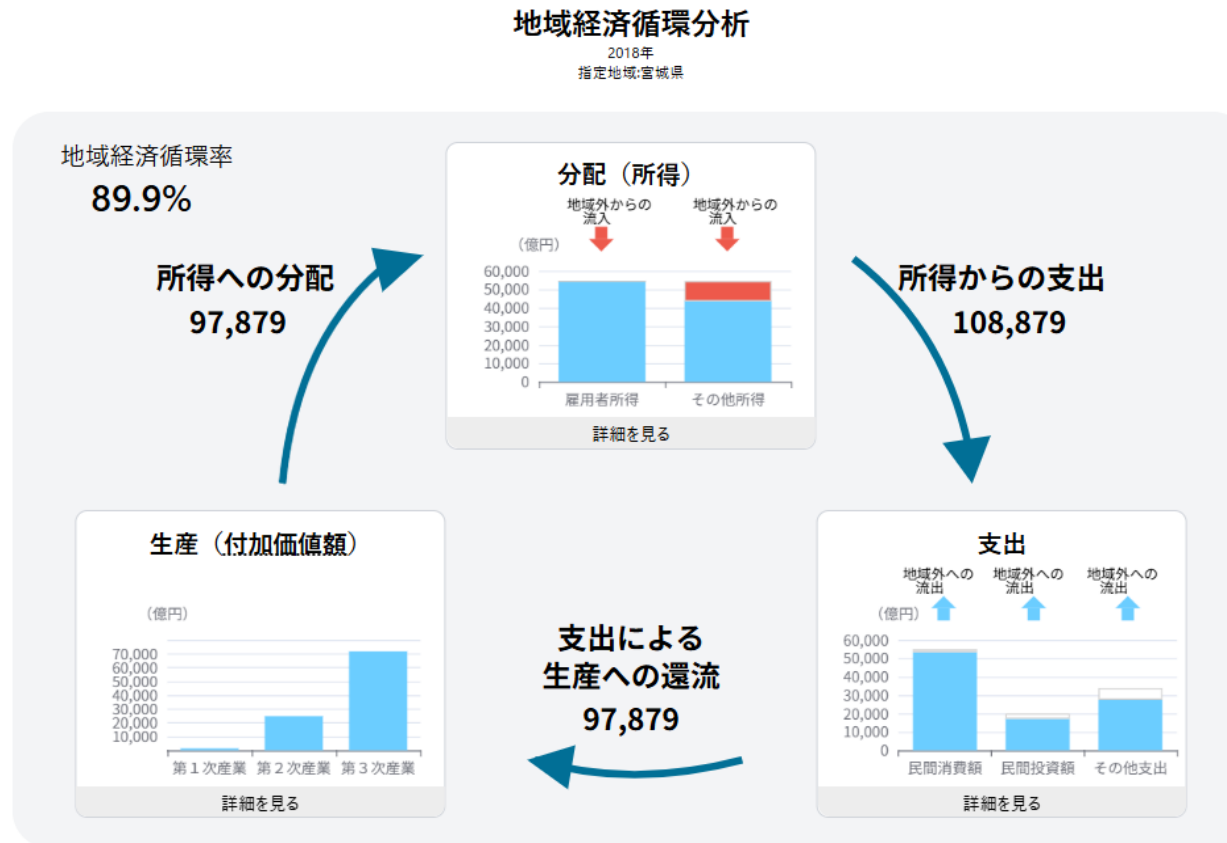 地域経済循環分析
2018年
指定地域:宮城県
地域経済循環率
89.9%
所得への分配
97,879
分配（所得）
地域外からの
流入
地域外からの
流入
（億円）
60,000
50,000
40,000
30,000
20,000
10,000
0
雇用者所得
その他所得
詳細を見る
所得からの支出
108,879
生産（付加価値額）
（億円）
70,000
60,000
50,000
40,000
30,000
20,000
10,000
第１次産業
第２次産業
第３次産業
詳細を見る
支出による
生産への還流
97,879
支出
地域外への
流出
地域外への
流出
地域外への
流出
（億円）
60,000
50,000
40,000
30,000
20,000
10,000
0
民間消費額
民間投資額
その他支出
詳細を見る